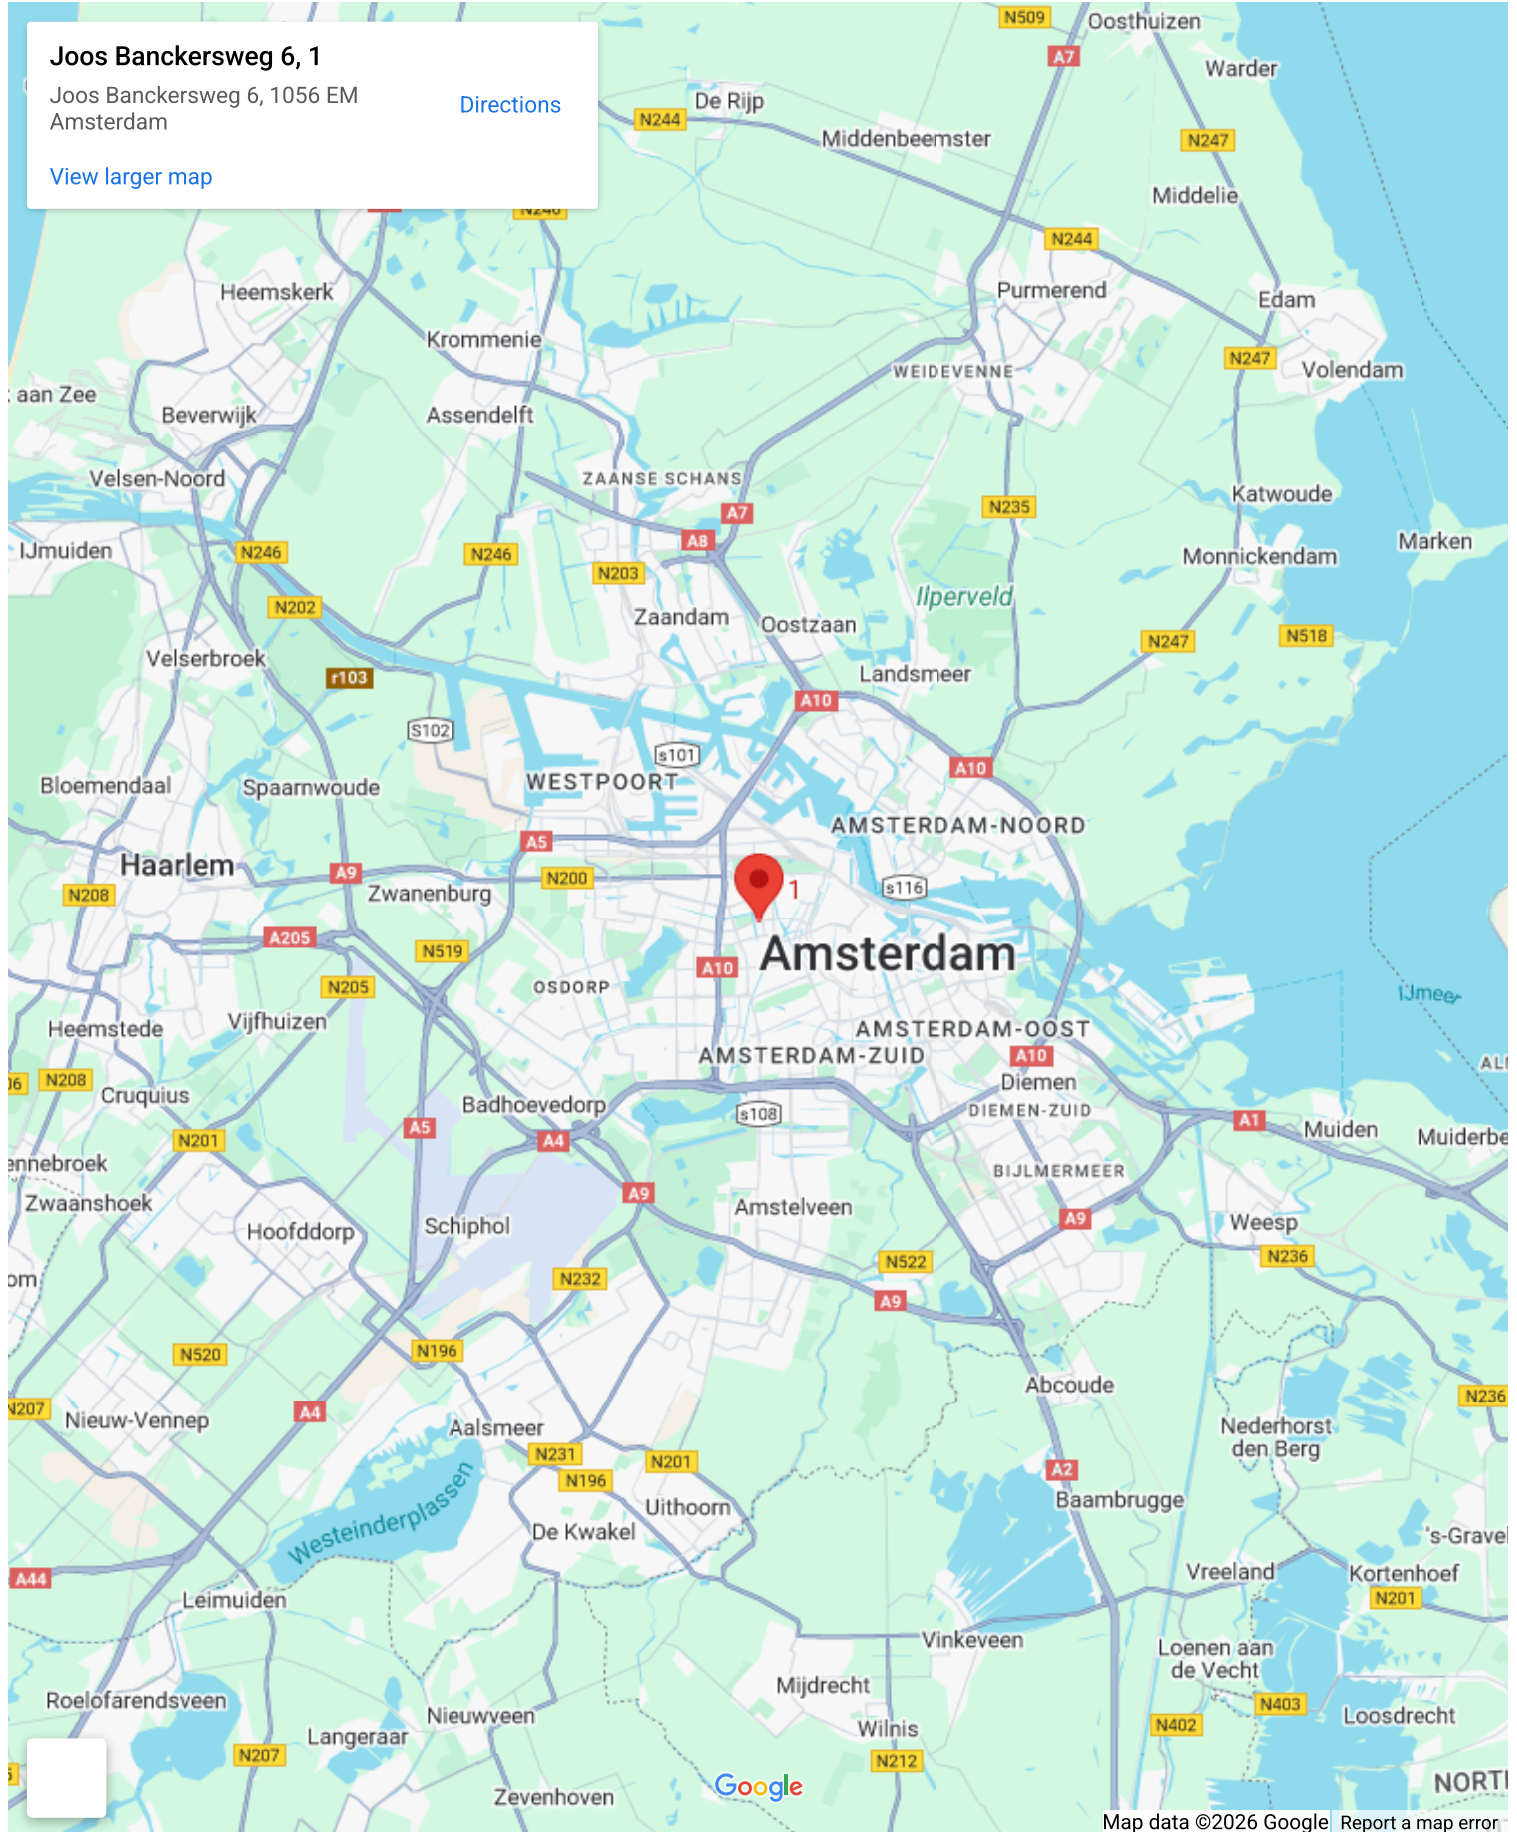 Joos Banckersweg 6, 1
Joos Banckersweg 6, 1056 EM
Amsterdam
Directions
View larger map
N509
Oosthuizen
A7
Warder
De Rijp
N244
Middenbeemster
N247
Middelie
N246
N244
Heemskerk
Purmerend
Edam
Krommenie
N247
WEIDEVENNE
Volendam
aan Zee
Beverwijk
Assendelft
Velsen-Noord
ZAANSE SCHANS
Katwoude
N235
A7
A8
IJmuiden
N246
N246
Monnickendam
Marken
N203
Ilperveld
N202
Zaandam
Oostzaan
N247
N518
Velserbroek
r103
Landsmeer
A10
S102
s101
A10
Bloemendaal
Spaarnwoude
WESTPOORT
AMSTERDAM-NOORD
A5
Haarlem
A9
N200
s116
1
N208
Zwanenburg
A205
N519
Amsterdam
A10
N205
OSDORP
IJmeer
Heemstede
Vijfhuizen
AMSTERDAM-OOST
AMSTERDAM-ZUID
A10
AL
06
N208
Diemen
Cruquius
Badhoevedorp
s108
DIEMEN-ZUID
A5
A4
A1
Muiden
Muiderbe
N201
ennebroek
BIJLMERMEER
Zwaanshoek
A9
Amstelveen
A9
Weesp
Hoofddorp
Schiphol
N236
om
N232
N522
A9
N520
N196
Abcoude
N207
Nieuw-Vennep
A4
Aalsmeer
N236
Nederhorst
den Berg
N231
N201
A2
N196
Westeinderplassen
Uithoorn
Baambrugge
De Kwakel
's-Gravel
A44
Vreeland
Kortenhoef
Leimuiden
N201
Vinkeveen
Loenen aan
de Vecht
Mijdrecht
Roelofarendsveen
N403
Nieuwveen
Loosdrecht
Langeraar
Wilnis
N402
N207
N212
Google
NORTH
Zevenhoven
Map data ©2026 Google
Report a map error